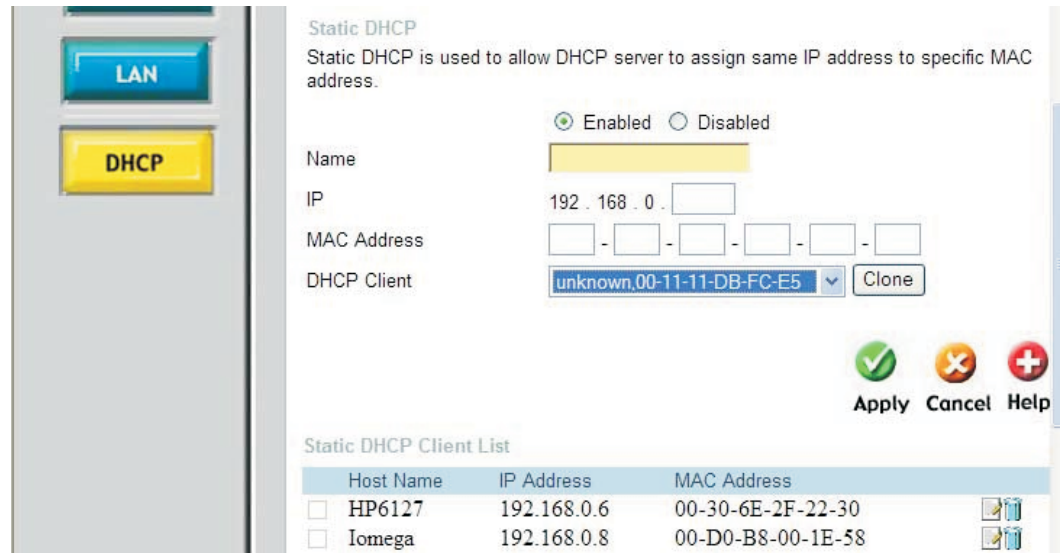 LAN
DHCP
Static DHCP
Static DHCP is used to allow DHCP server to assign same IP address to specific MAC
address.
Enabled Disabled
Name
IP 192 . 168 . 0 .
MAC Address - - - - -
DHCP Client unknown,00-11-11-DB-FC-E5 Clone
Apply Cancel Help
Static DHCP Client List
Host Name IP Address MAC Address
HP6127 192.168.0.6 00-30-6E-2F-22-30
Iomega 192.168.0.8 00-D0-B8-00-1E-58